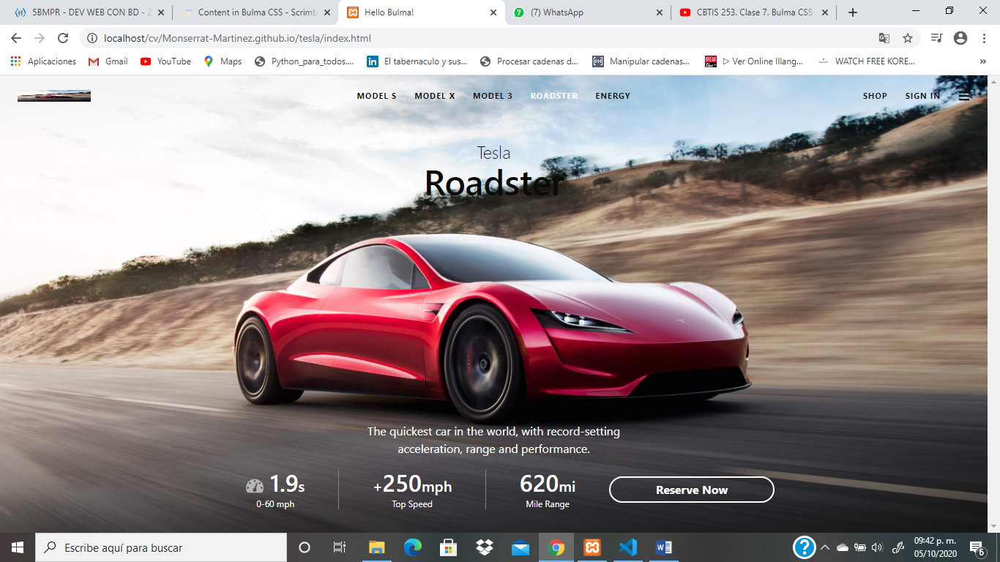 5BMPR - DEV WEB CON BD - 2
Content in Bulma CSS - Scrimb
Hello Bulma!
(7) WhatsApp
CBTIS 253. Clase 7. Bulma CSS
localhost/cv/Monserrat-Martinez.github.io/tesla/index.html
Aplicaciones
Gmail
YouTube
Maps
Python_para_todos....
El tabernaculo y sus...
Procesar cadenas d...
Manipular cadenas...
▷ Ver Online Illang...
WATCH FREE KORE...
»
MODEL S MODEL X MODEL 3 ROADSTER ENERGY
SHOP SIGN IN
Tesla
Roadster
The quickest car in the world, with record-setting
acceleration, range and performance.
1.9s
0-60 mph
+250mph
Top Speed
620mi
Mile Range
Reserve Now
Escribe aquí para buscar
09:42 p. m.
05/10/2020
6